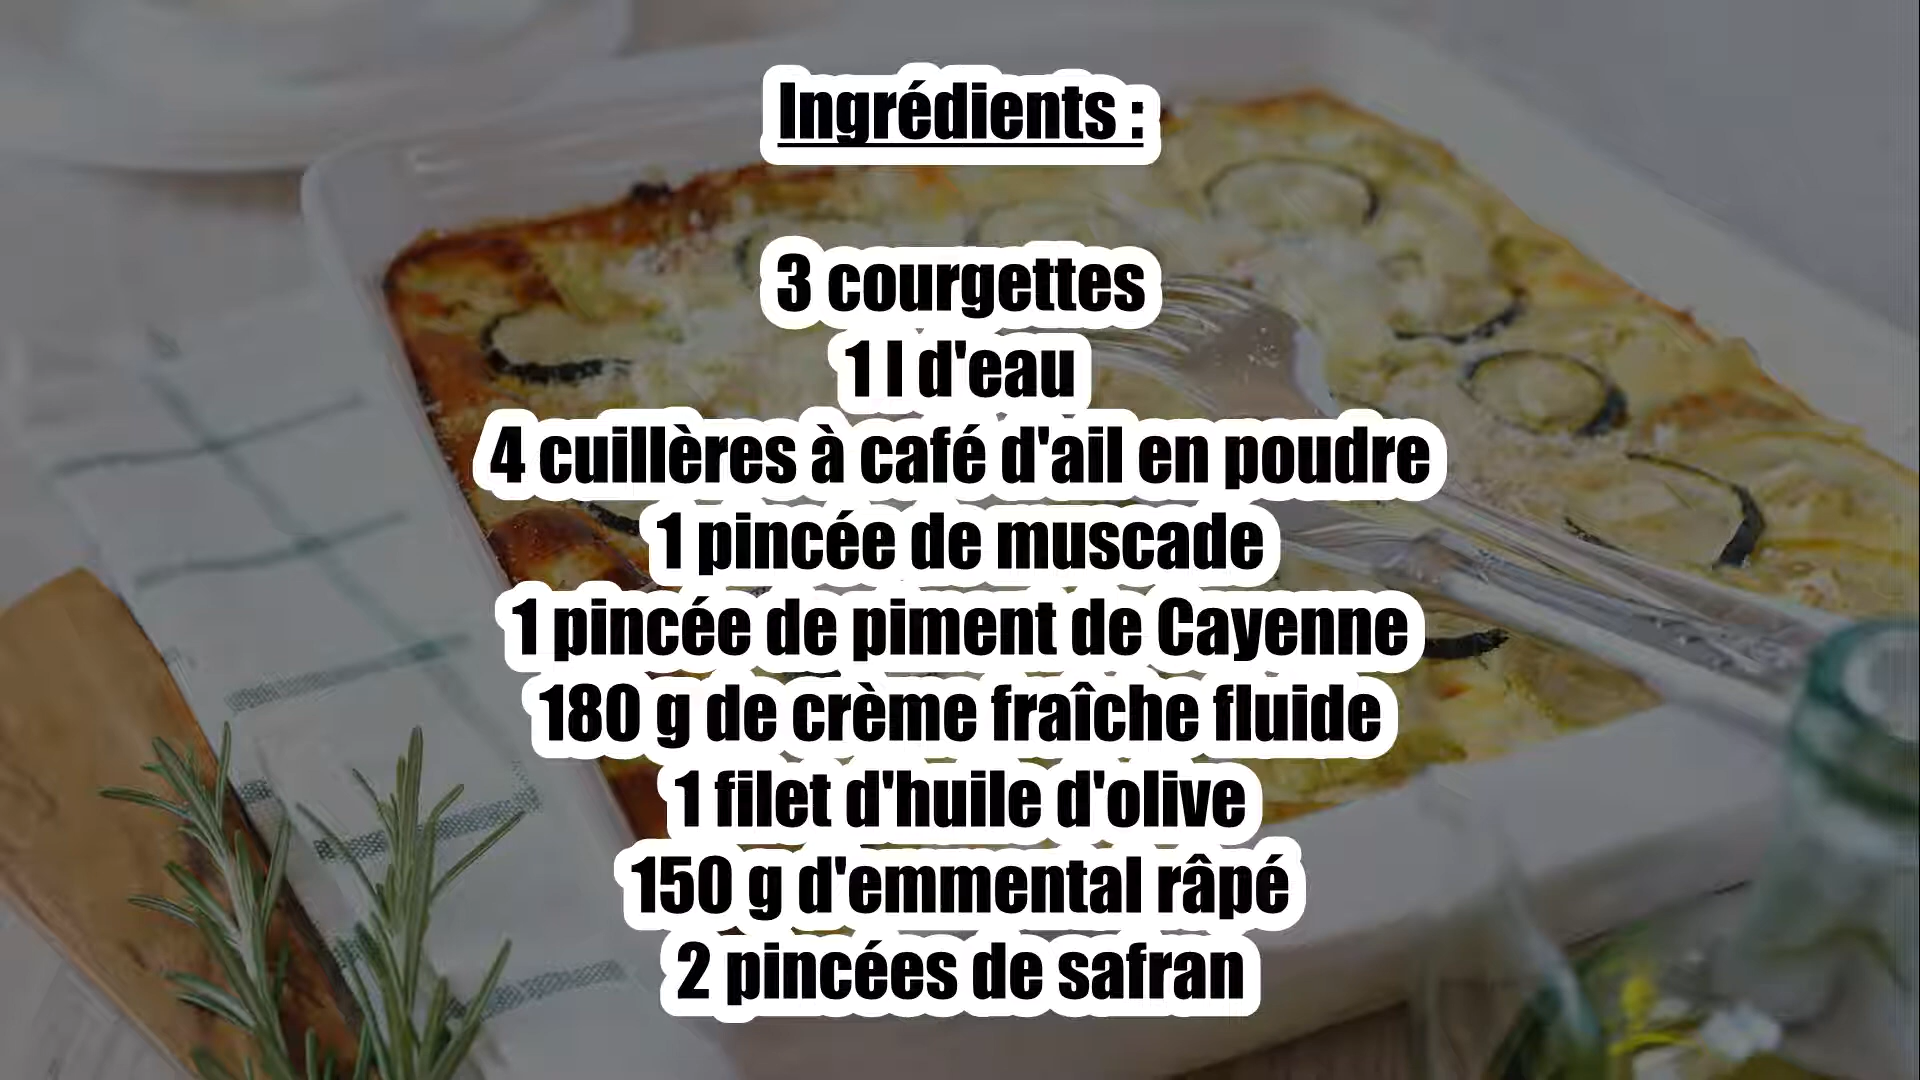 Ingrédients :
3 courgettes
1 l d'eau
4 cuillères à café d'ail en poudre
1 pincée de muscade
1 pincée de piment de Cayenne
180 g de crème fraîche fluide
1 filet d'huile d'olive
150 g d'emmental râpé
2 pincées de safran